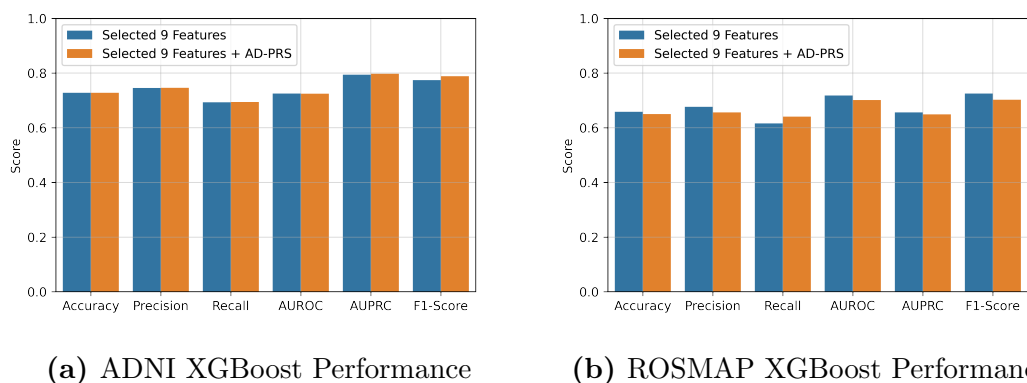 1.0
0.8
0.6
0.4
0.2
0.0
Score
Selected 9 Features
Selected 9 Features + AD-PRS
Accuracy Precision Recall AUROC AUPRC F1-Score
(a) ADNI XGBoost Performance
1.0
0.8
0.6
0.4
0.2
0.0
Score
Selected 9 Features
Selected 9 Features + AD-PRS
Accuracy Precision Recall AUROC AUPRC F1-Score
(b) ROSMAP XGBoost